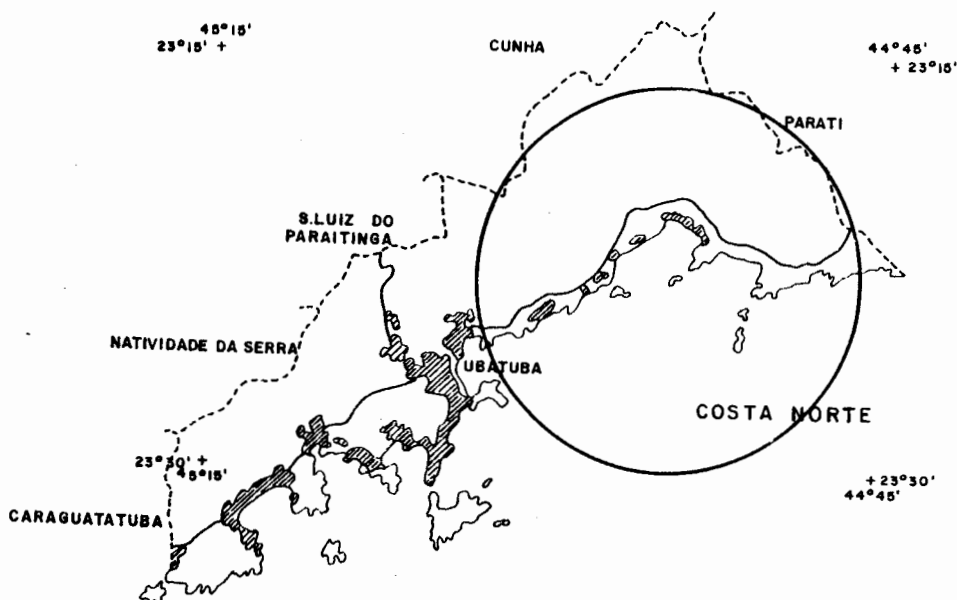 45°15'
23°15' +
CUNHA
44°45'
+ 23°15'
PARATI
S.LUIZ DO
PARAITINGA
NATIVIDADE DA SERRA
UBATUBA
COSTA NORTE
23°30' +
45°15'
+ 23°30'
44°45'
CARAGUATATUBA